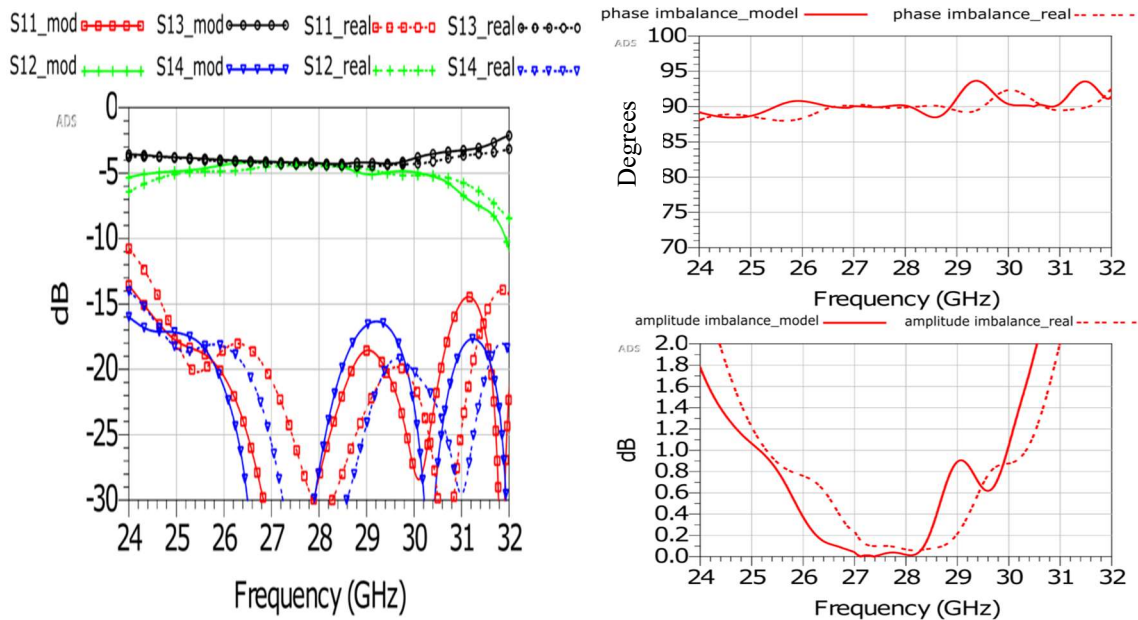 S11_mod S13_mod S11_real S13_real
S12_mod S14_mod S12_real S14_real
ADS
0
-5
-10
-15
-20
-25
-30
dB
24 25 26 27 28 29 30 31 32
Frequency (GHz)
phase imbalance_model phase imbalance_real
ADS
100
95
90
85
80
75
70
Degrees
24 25 26 27 28 29 30 31 32
Frequency (GHz)
amplitude imbalance_model amplitude imbalance_real
ADS
2.0
1.8
1.6
1.4
1.2
1.0
0.8
0.6
0.4
0.2
0.0
dB
24 25 26 27 28 29 30 31 32
Frequency (GHz)